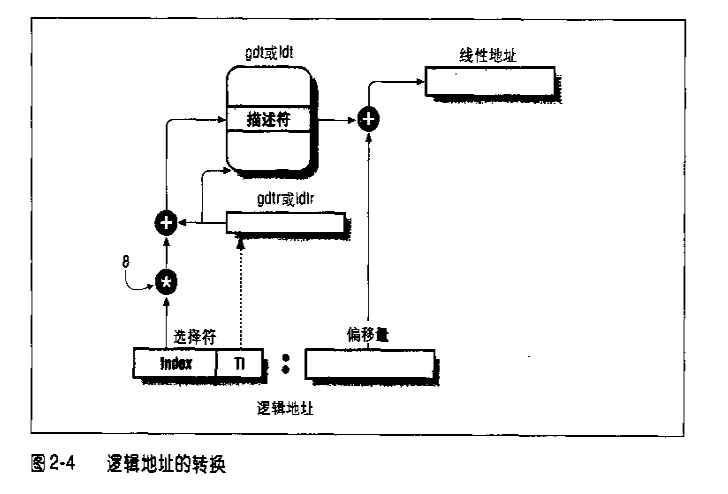 gdt或ldt
线性地址
描述符
+
gdtr或ldtr
+
8
*
选择符
偏移量
Index TI :
逻辑地址
图 2-4 逻辑地址的转换